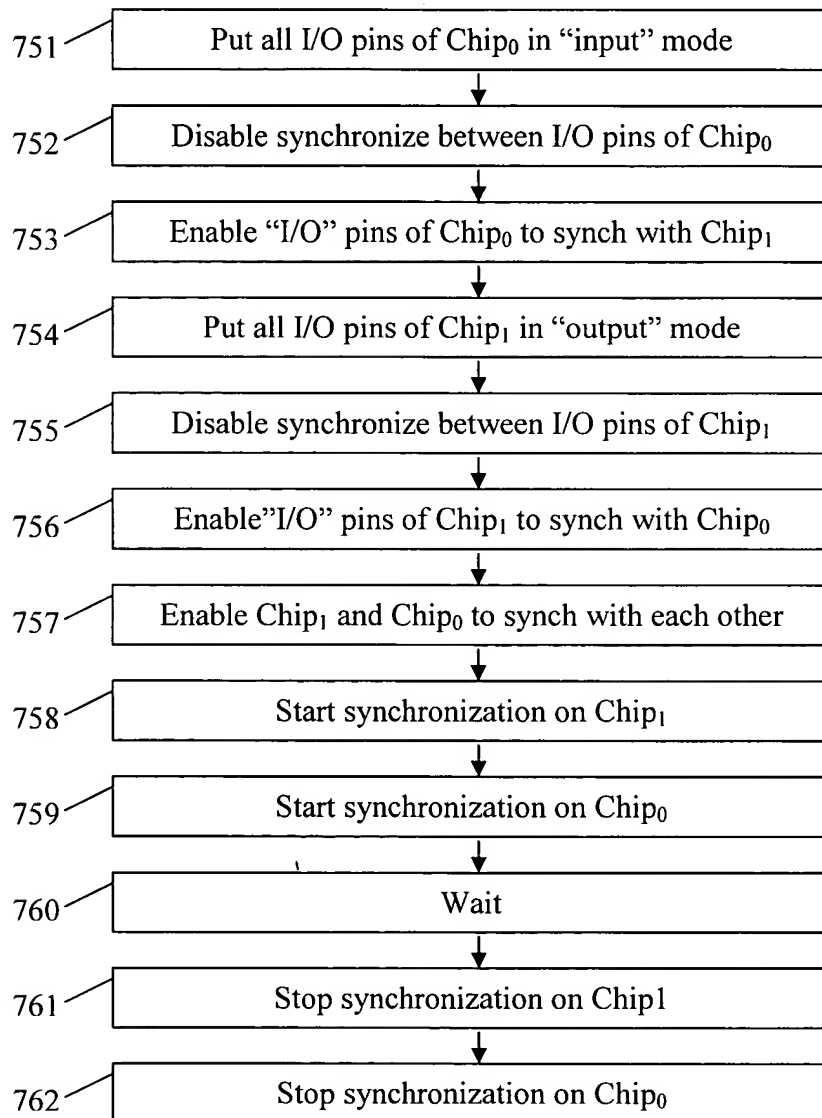 751 Put all I/O pins of Chip₀ in “input” mode
752 Disable synchronize between I/O pins of Chip₀
753 Enable “I/O” pins of Chip₀ to synch with Chip₁
754 Put all I/O pins of Chip₁ in “output” mode
755 Disable synchronize between I/O pins of Chip₁
756 Enable”I/O” pins of Chip₁ to synch with Chip₀
757 Enable Chip₁ and Chip₀ to synch with each other
758 Start synchronization on Chip₁
759 Start synchronization on Chip₀
760 Wait
761 Stop synchronization on Chip1
762 Stop synchronization on Chip₀